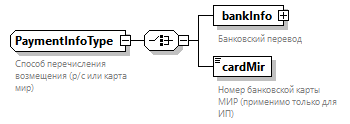 bankInfo
Банковский перевод
PaymentInfoType
Способ перечисления
возмещения (р/с или карта
мир)
cardMir
Номер банковской карты
МИР (применимо только для
ИП)